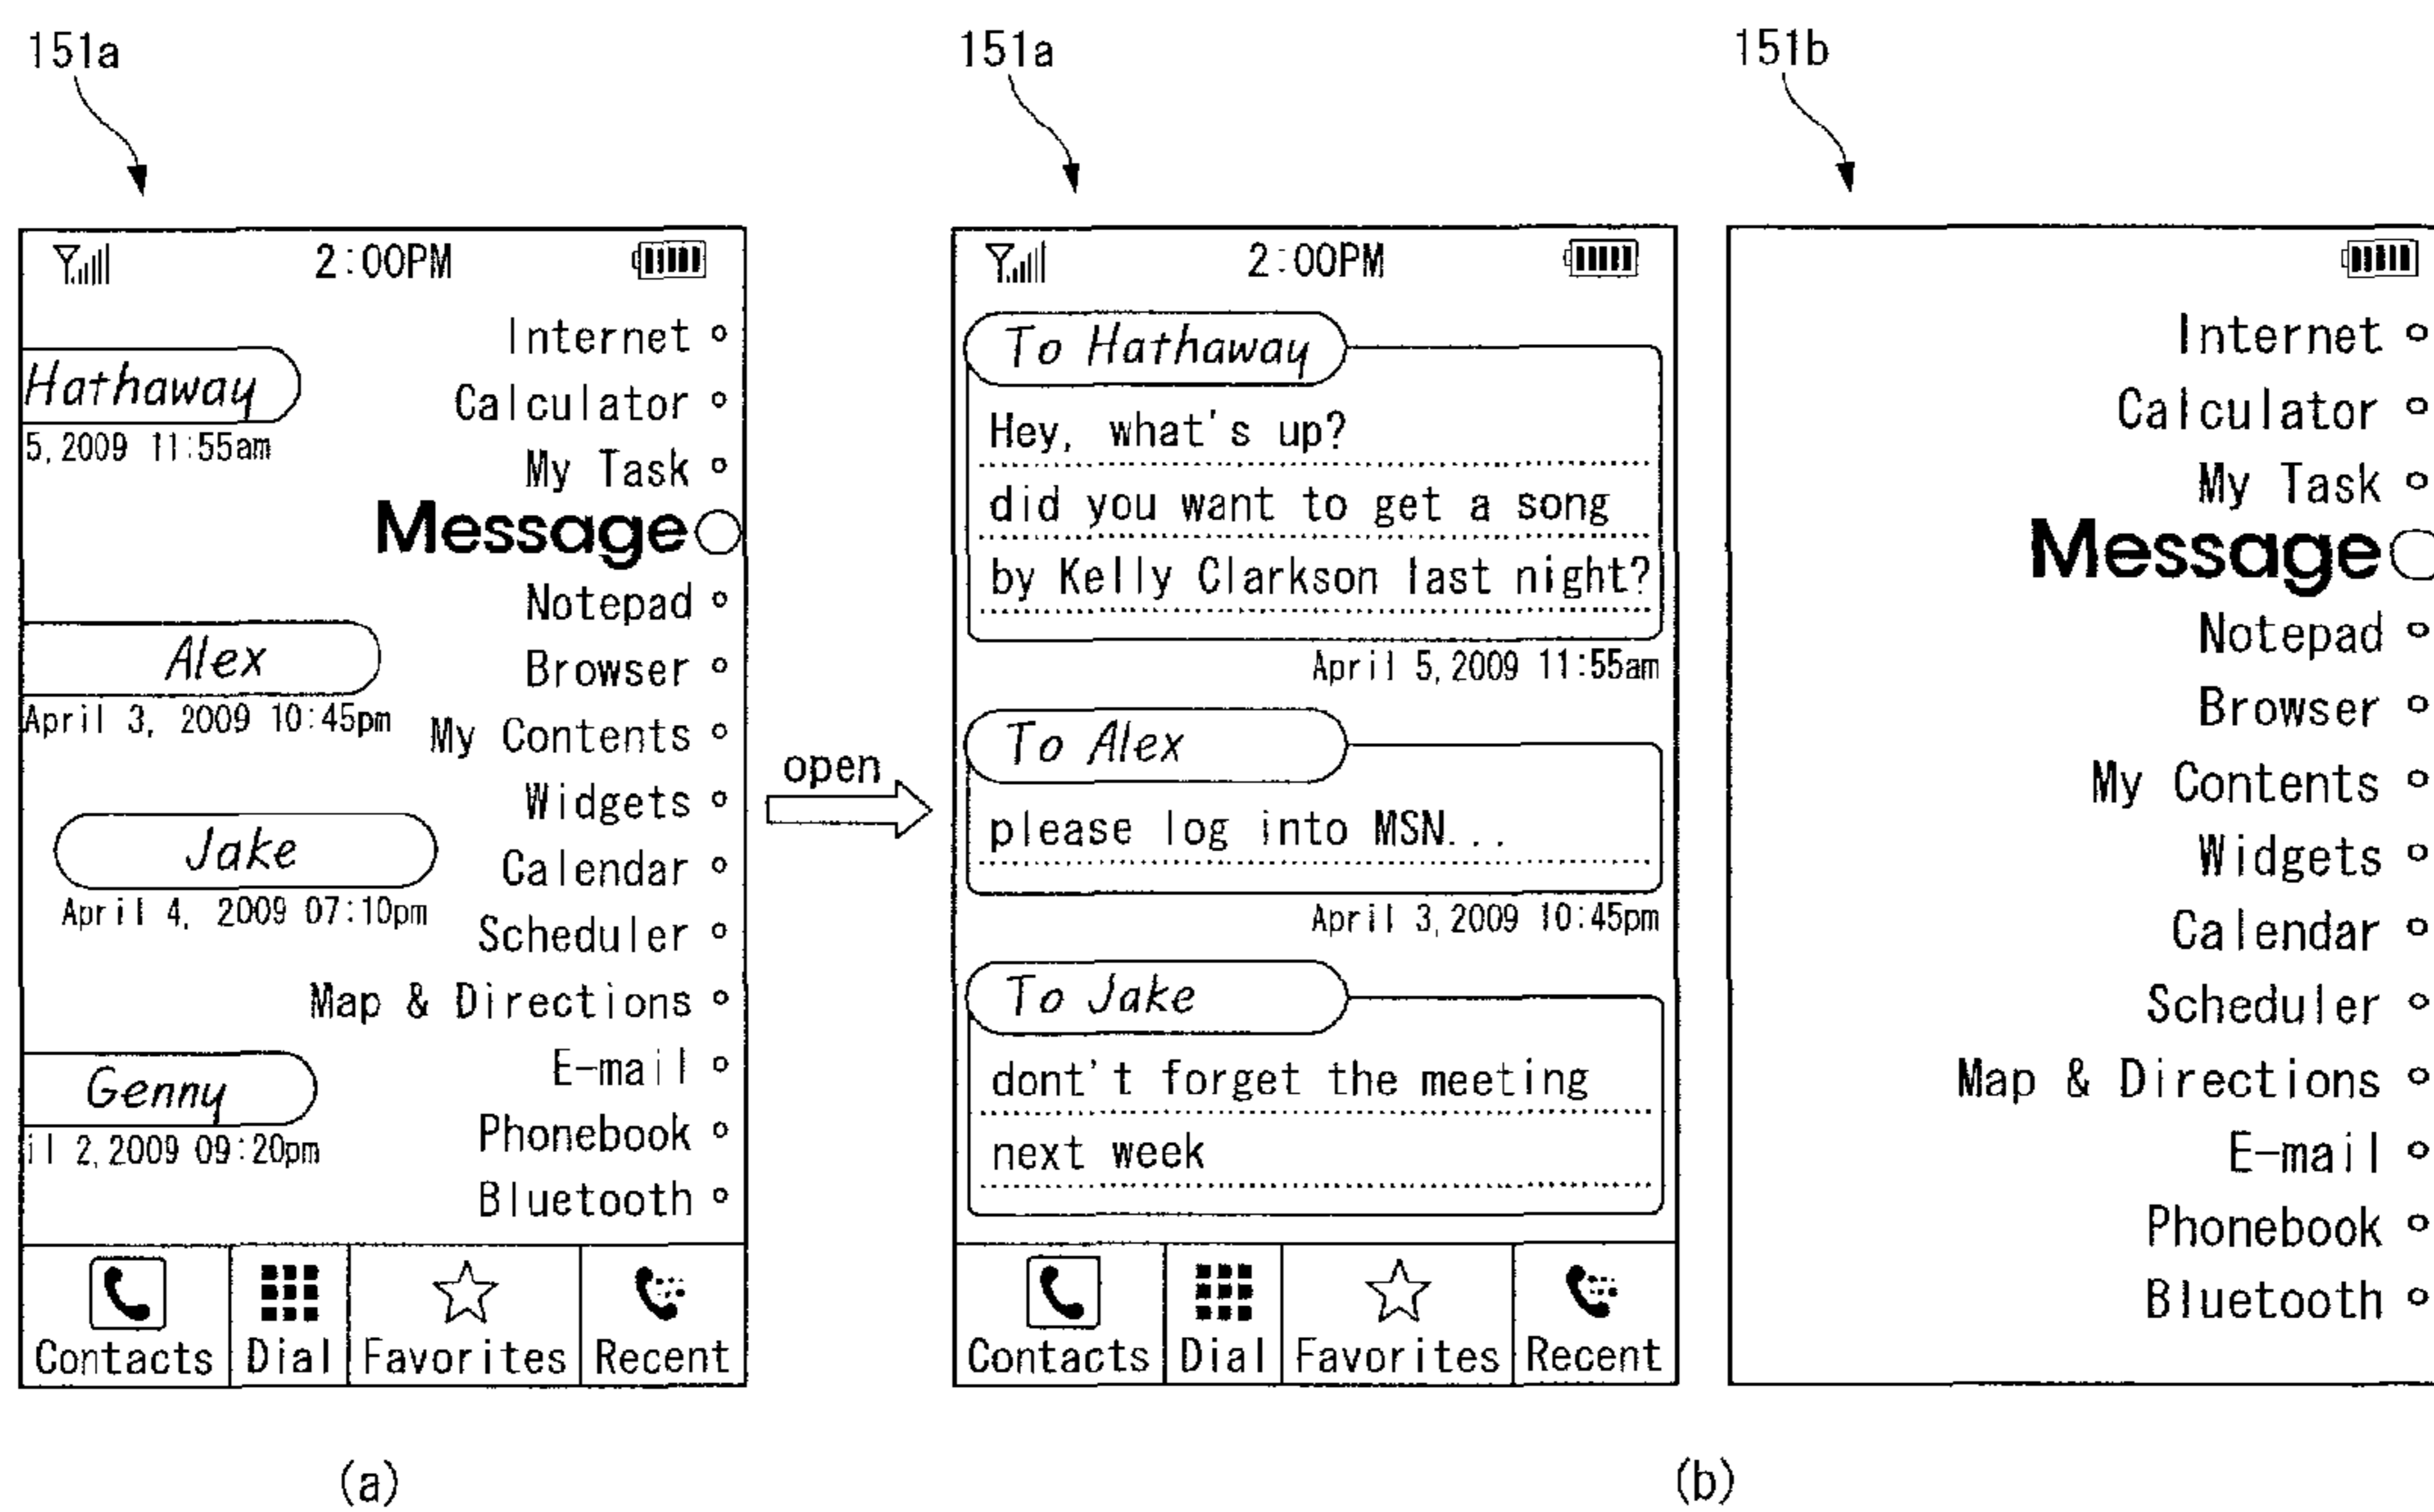 151a
2:00PM
Internet
Hathaway
Calculator
5,2009 11:55am
My Task
Message
Notepad
Alex
Browser
April 3, 2009 10:45pm
My Contents
Widgets
Jake
Calendar
April 4, 2009 07:10pm
Scheduler
Map & Directions
Genny
E-mail
il 2,2009 09:20pm
Phonebook
Bluetooth
Contacts Dial Favorites Recent
(a)
open
151a
2:00PM
To Hathaway
Hey, what's up?
did you want to get a song
by Kelly Clarkson last night?
April 5,2009 11:55am
To Alex
please log into MSN...
April 3,2009 10:45pm
To Jake
dont't forget the meeting
next week
Contacts Dial Favorites Recent
151b
Internet
Calculator
My Task
Message
Notepad
Browser
My Contents
Widgets
Calendar
Scheduler
Map & Directions
E-mail
Phonebook
Bluetooth
(b)